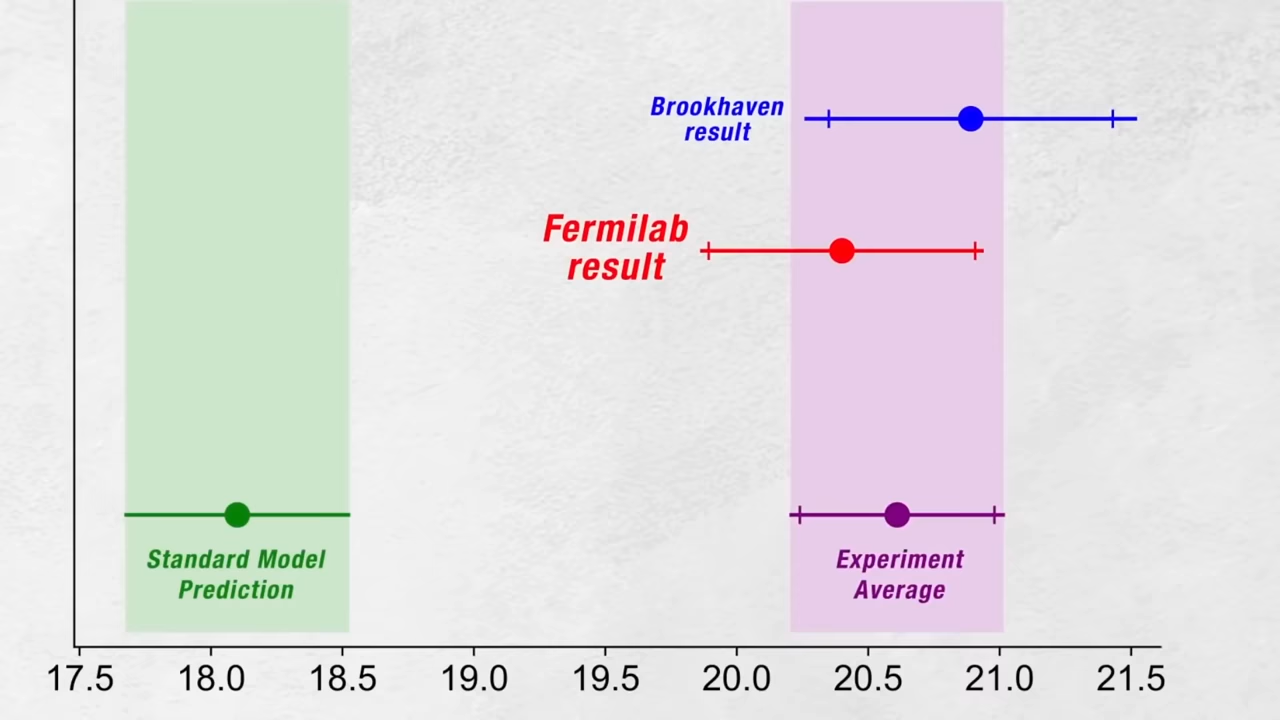 Brookhaven
result
Fermilab
result
Standard Model
Prediction
Experiment
Average
17.5 18.0 18.5 19.0 19.5 20.0 20.5 21.0 21.5